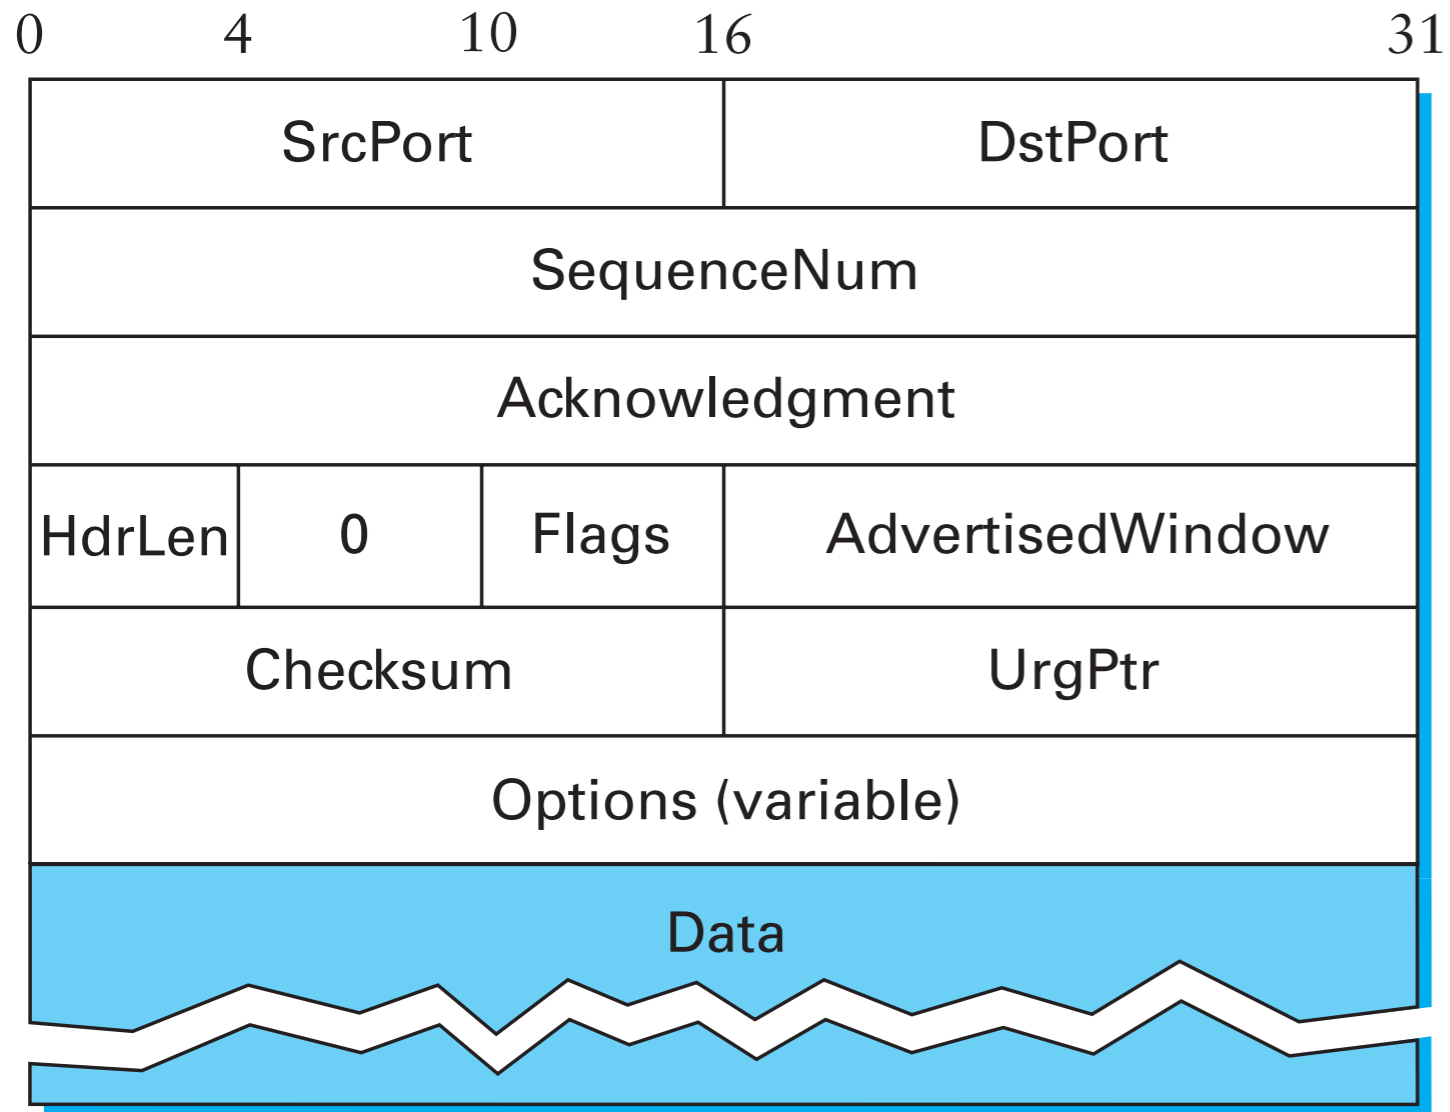 0 4 10 16 31
SrcPort DstPort
SequenceNum
Acknowledgment
HdrLen 0 Flags AdvertisedWindow
Checksum UrgPtr
Options (variable)
Data